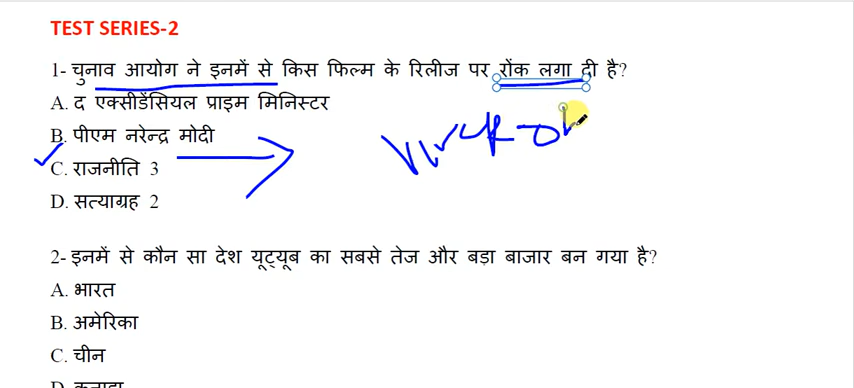 TEST SERIES-2
1- चुनाव आयोग ने इनमें से किस फिल्म के रिलीज पर रोंक लगा दी है?
A. द एक्सीडेंसियल प्राइम मिनिस्टर
B. पीएम नरेन्द्र मोदी
C. राजनीति 3
D. सत्याग्रह 2
2- इनमें से कौन सा देश यूट्यूब का सबसे तेज और बड़ा बाजार बन गया है?
A. भारत
B. अमेरिका
C. चीन
D. कनाडा